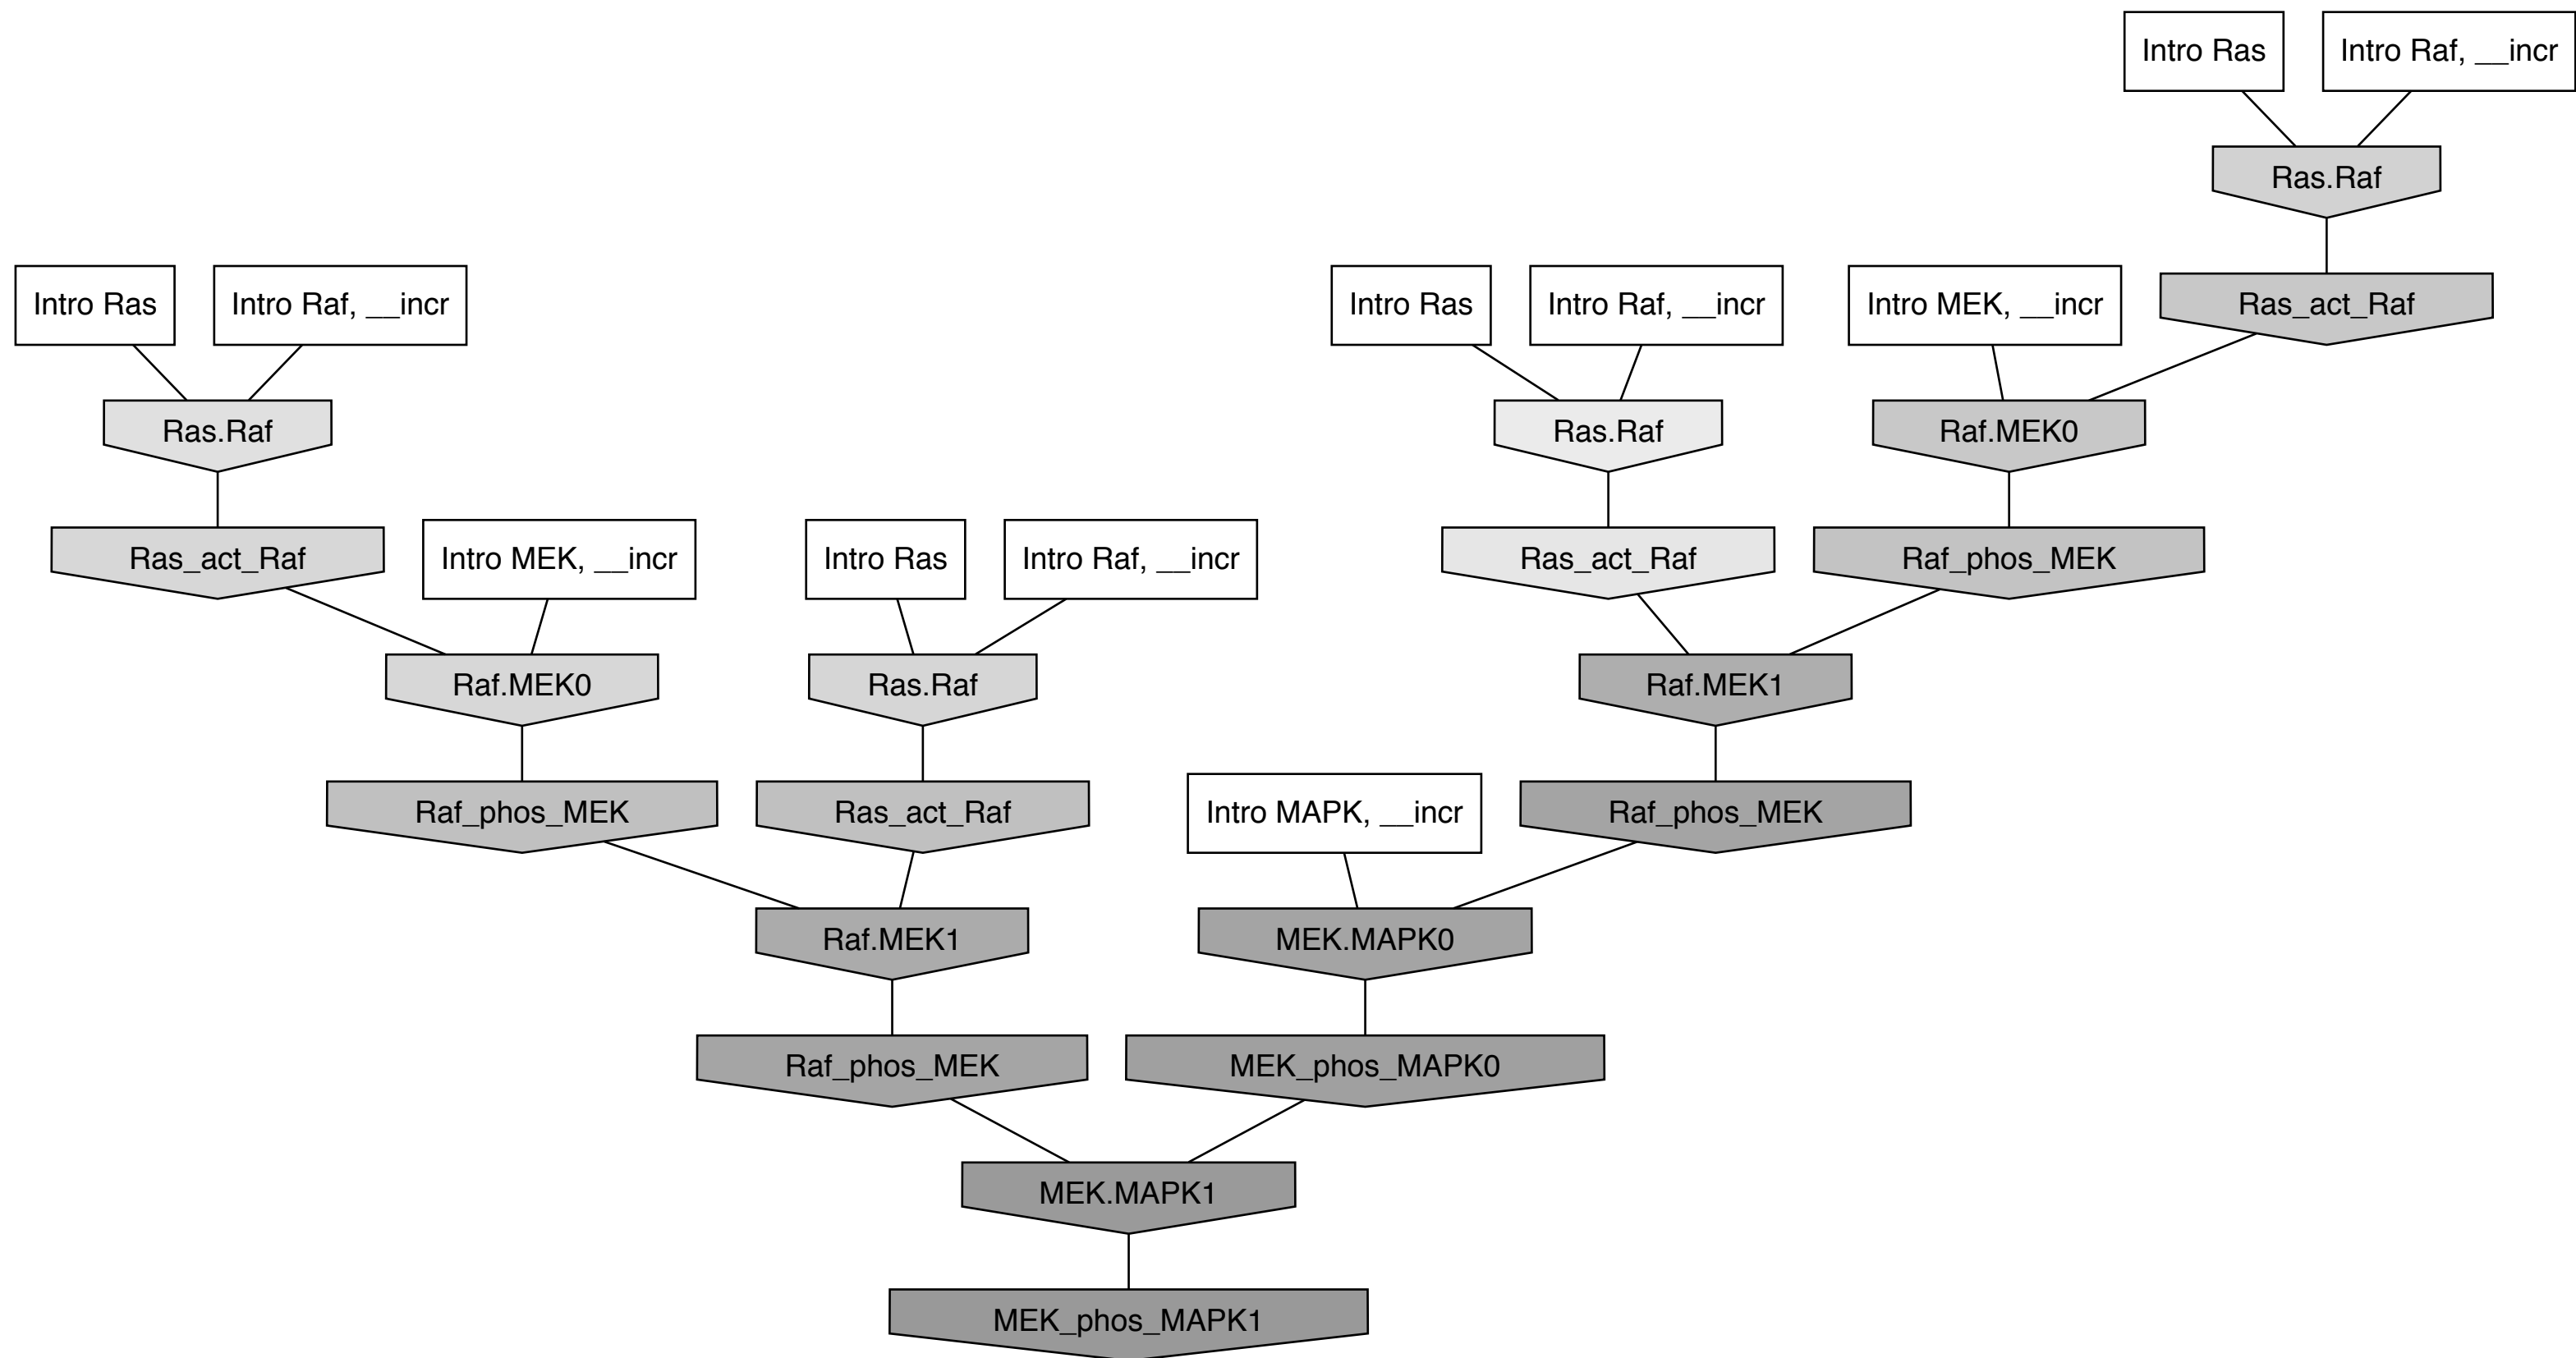 Intro Ras
Intro Raf, __incr
Ras.Raf
Intro Ras
Intro Raf, __incr
Intro Ras
Intro Raf, __incr
Intro MEK, __incr
Ras_act_Raf
Ras.Raf
Ras.Raf
Raf.MEK0
Ras_act_Raf
Intro MEK, __incr
Intro Ras
Intro Raf, __incr
Ras_act_Raf
Raf_phos_MEK
Raf.MEK0
Ras.Raf
Raf.MEK1
Raf_phos_MEK
Ras_act_Raf
Intro MAPK, __incr
Raf_phos_MEK
Raf.MEK1
MEK.MAPK0
Raf_phos_MEK
MEK_phos_MAPK0
MEK.MAPK1
MEK_phos_MAPK1